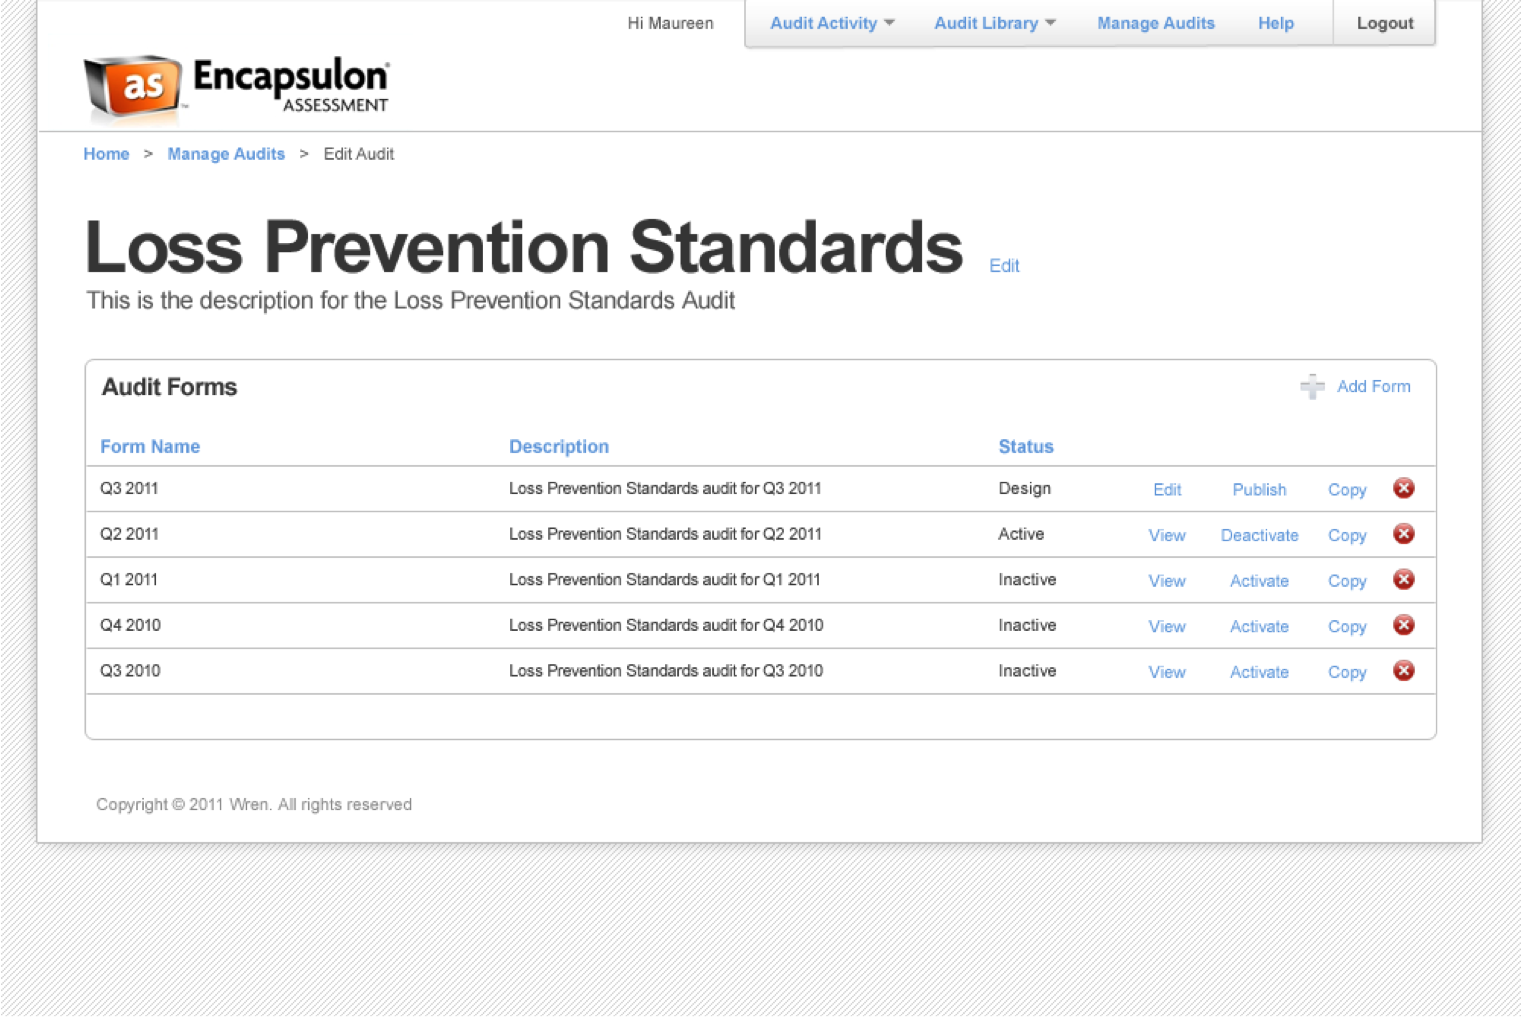 Hi Maureen Audit Activity Audit Library Manage Audits Help Logout
as Encapsulon®
™ ASSESSMENT
Home > Manage Audits > Edit Audit
Loss Prevention Standards Edit
This is the description for the Loss Prevention Standards Audit
Audit Forms Add Form
Form Name Description Status
Q3 2011 Loss Prevention Standards audit for Q3 2011 Design Edit Publish Copy
Q2 2011 Loss Prevention Standards audit for Q2 2011 Active View Deactivate Copy
Q1 2011 Loss Prevention Standards audit for Q1 2011 Inactive View Activate Copy
Q4 2010 Loss Prevention Standards audit for Q4 2010 Inactive View Activate Copy
Q3 2010 Loss Prevention Standards audit for Q3 2010 Inactive View Activate Copy
Copyright © 2011 Wren. All rights reserved